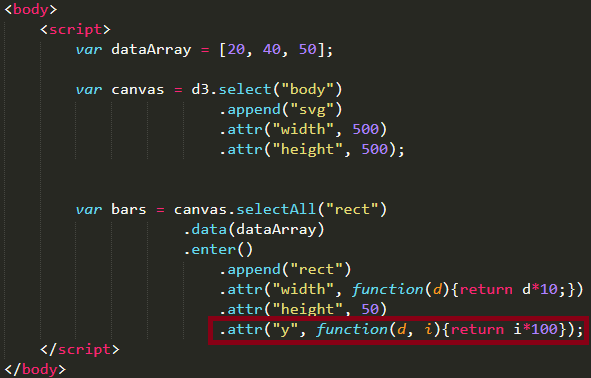 <body>
<script>
var dataArray = [20, 40, 50];
var canvas = d3.select("body")
.append("svg")
.attr("width", 500)
.attr("height", 500);
var bars = canvas.selectAll("rect")
.data(dataArray)
.enter()
.append("rect")
.attr("width", function(d){return d*10;})
.attr("height", 50)
.attr("y", function(d, i){return i*100});
</script>
</body>